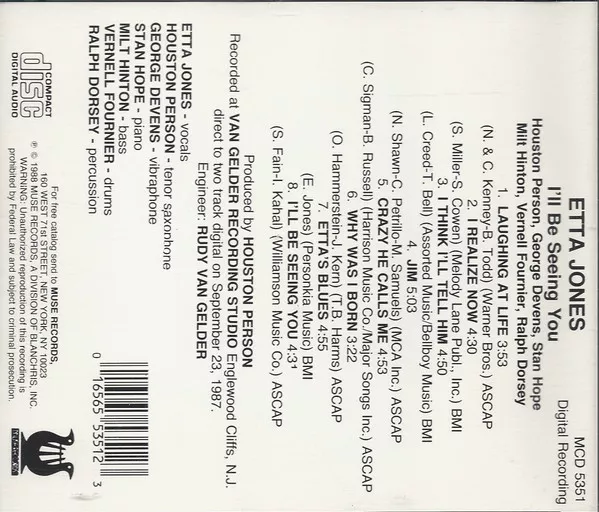 MCD 5351
Digital Recording
ETTA JONES
I'll Be Seeing You
Houston Person, George Devens, Stan Hope
Milt Hinton, Vernell Fournier, Ralph Dorsey
1. LAUGHING AT LIFE 3:53
(N. & C. Kenney-B. Todd) (Warner Bros.) ASCAP
2. I REALIZE NOW 4:30
(S. Miller-S. Cowen) (Melody Lane Publ., Inc.) BMI
3. I THINK I'LL TELL HIM 4:50
(L. Creed-T. Bell) (Assorted Music/Bellboy Music) BMI
4. JIM 5:03
(N. Shawn-C. Petrillo-M. Samuels) (MCA Inc.) ASCAP
5. CRAZY HE CALLS ME 4:53
(C. Sigman-B. Russell) (Harrison Music Co./Major Songs Inc.) ASCAP
6. WHY WAS I BORN 3:22
(O. Hammerstein-J. Kern) (T.B. Harms) ASCAP
7. ETTA'S BLUES 4:55
(E. Jones) (Personkia Music) BMI
8. I'LL BE SEEING YOU 4:31
(S. Fain-I. Kahal) (Williamson Music Co.) ASCAP
Produced by HOUSTON PERSON
Recorded at VAN GELDER RECORDING STUDIO Englewood Cliffs, N.J.
direct to two track digital on September 23, 1987.
Engineer: RUDY VAN GELDER
ETTA JONES - vocals
HOUSTON PERSON - tenor saxophone
GEORGE DEVENS - vibraphone
STAN HOPE - piano
MILT HINTON - bass
VERNELL FOURNIER - drums
RALPH DORSEY - percussion
0 16565 53512 3
COMPACT
disc
DIGITAL AUDIO
For free catalog send to MUSE RECORDS,
160 WEST 71st STREET, NEW YORK, NY 10023
℗ © 1988 MUSE RECORDS, A DIVISION OF BLANCHRIS, INC.
WARNING: Unauthorized reproduction of this recording is
prohibited by Federal Law and subject to criminal prosecution.